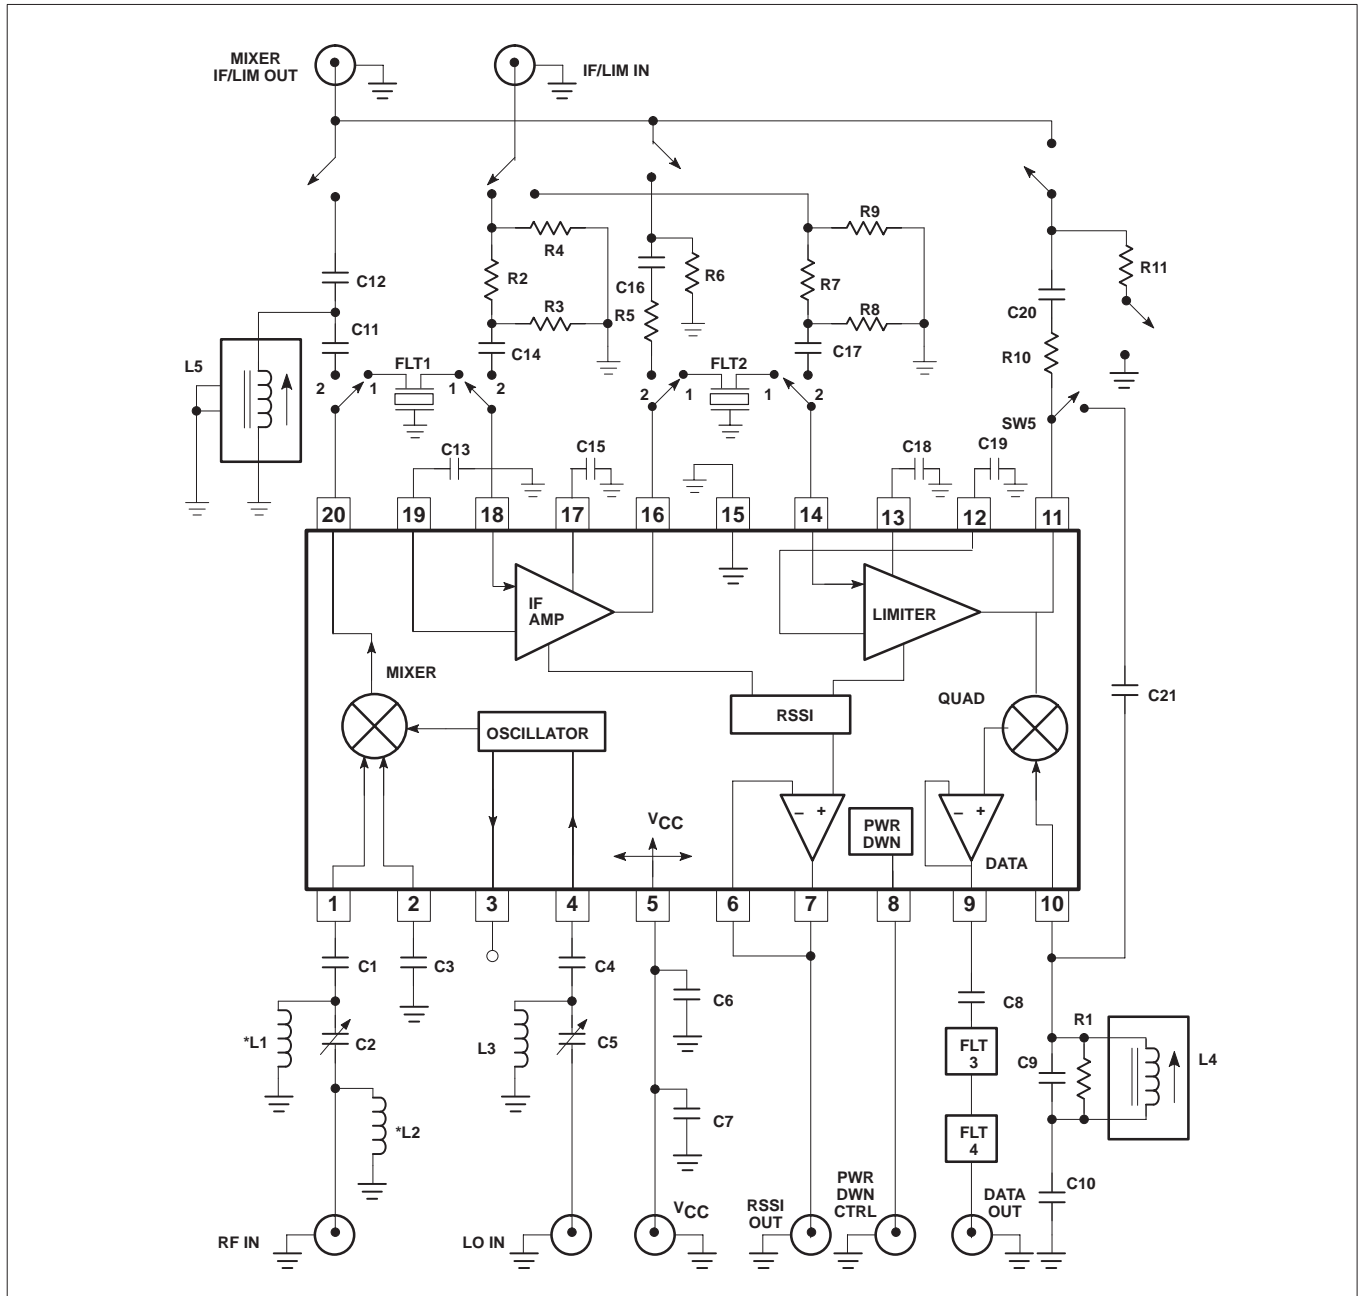 MIXER
IF/LIM OUT
IF/LIM IN
R9
R4
R11
C12
R2
C16
R6
R7
C20
R3
R5
R8
C11
C14
C17
R10
L5
FLT1
FLT2
2
1
1
2
2
1
1
2
SW5
C13
C15
C18
C19
20
19
18
17
16
15
14
13
12
11
IF
AMP
LIMITER
MIXER
QUAD
C21
RSSI
OSCILLATOR
– +
– +
VCC
PWR
DWN
DATA
1
2
3
4
5
6
7
8
9
10
C1
C3
C4
C6
C8
*L1
C2
L3
C5
R1
FLT
3
C9
L4
C7
*L2
FLT
4
C10
RF IN
LO IN
VCC
RSSI
OUT
PWR
DWN
CTRL
DATA
OUT